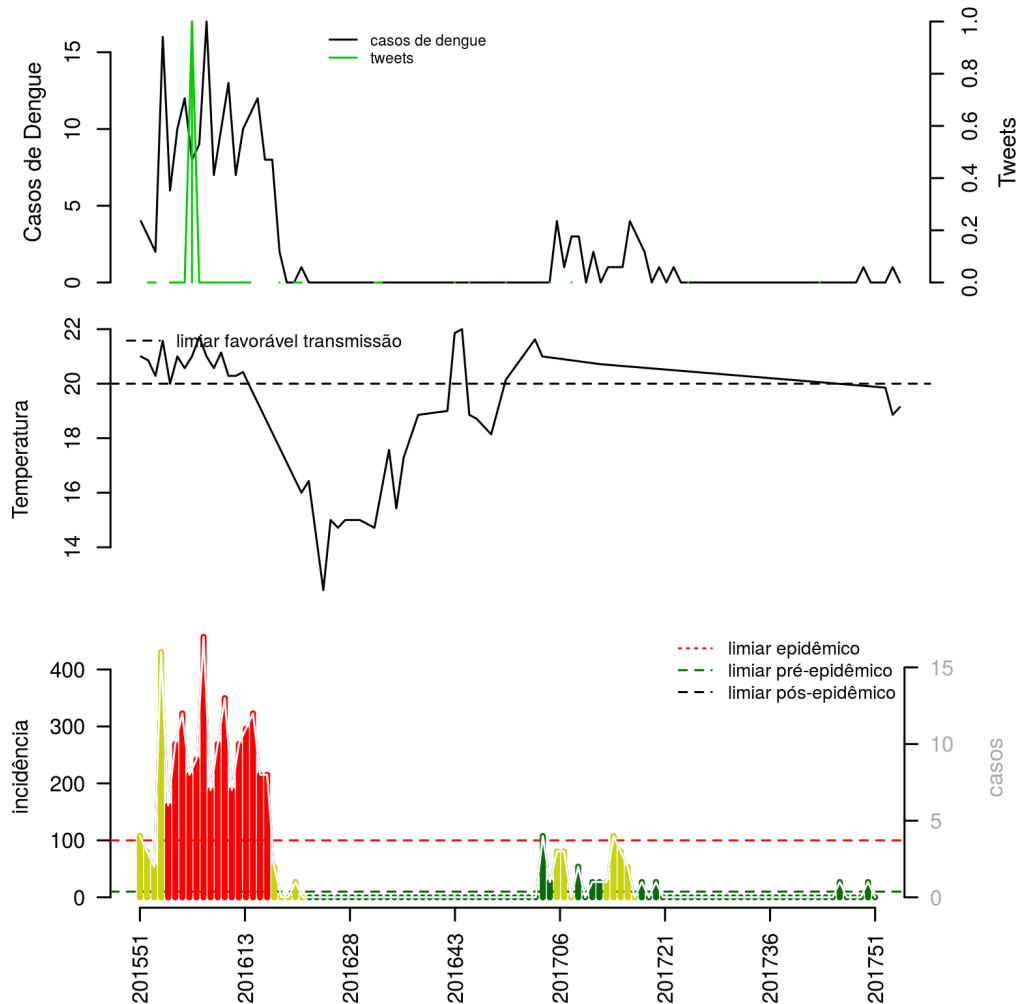 casos de dengue
tweets
Casos de Dengue
0
5
10
15
Tweets
0.0
0.2
0.4
0.6
0.8
1.0
limiar favorável transmissão
Temperatura
14
16
18
20
22
limiar epidêmico
limiar pré-epidêmico
limiar pós-epidêmico
incidência
0
100
200
300
400
casos
0
5
10
15
201551
201613
201628
201643
201706
201721
201736
201751